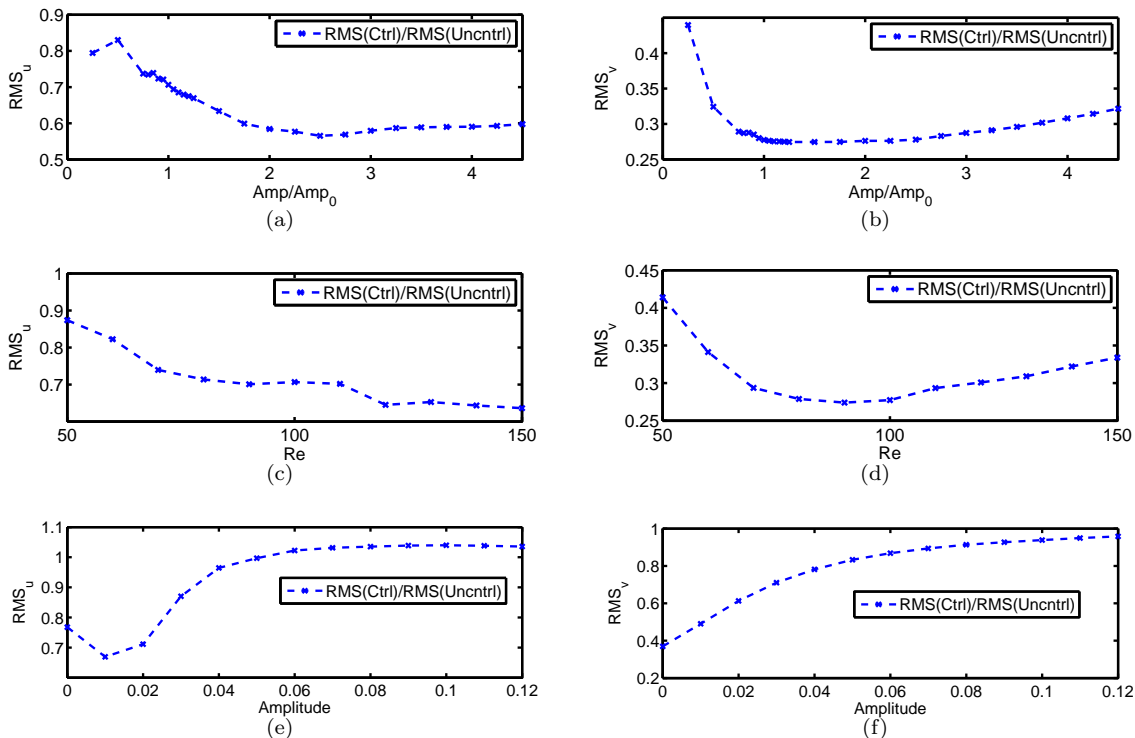 0.9
0.8
0.7
0.6
0.5
RMS_u
RMS(Ctrl)/RMS(Uncntrl)
0 1 2 3 4
Amp/Amp_0
(a)
0.4
0.35
0.3
0.25
RMS_v
RMS(Ctrl)/RMS(Uncntrl)
0 1 2 3 4
Amp/Amp_0
(b)
1
0.9
0.8
0.7
RMS_u
RMS(Ctrl)/RMS(Uncntrl)
50 100 150
Re
(c)
0.45
0.4
0.35
0.3
0.25
RMS_v
RMS(Ctrl)/RMS(Uncntrl)
50 100 150
Re
(d)
1.1
1
0.9
0.8
0.7
RMS_u
RMS(Ctrl)/RMS(Uncntrl)
0 0.02 0.04 0.06 0.08 0.1 0.12
Amplitude
(e)
1
0.8
0.6
0.4
0.2
RMS_v
RMS(Ctrl)/RMS(Uncntrl)
0 0.02 0.04 0.06 0.08 0.1 0.12
Amplitude
(f)